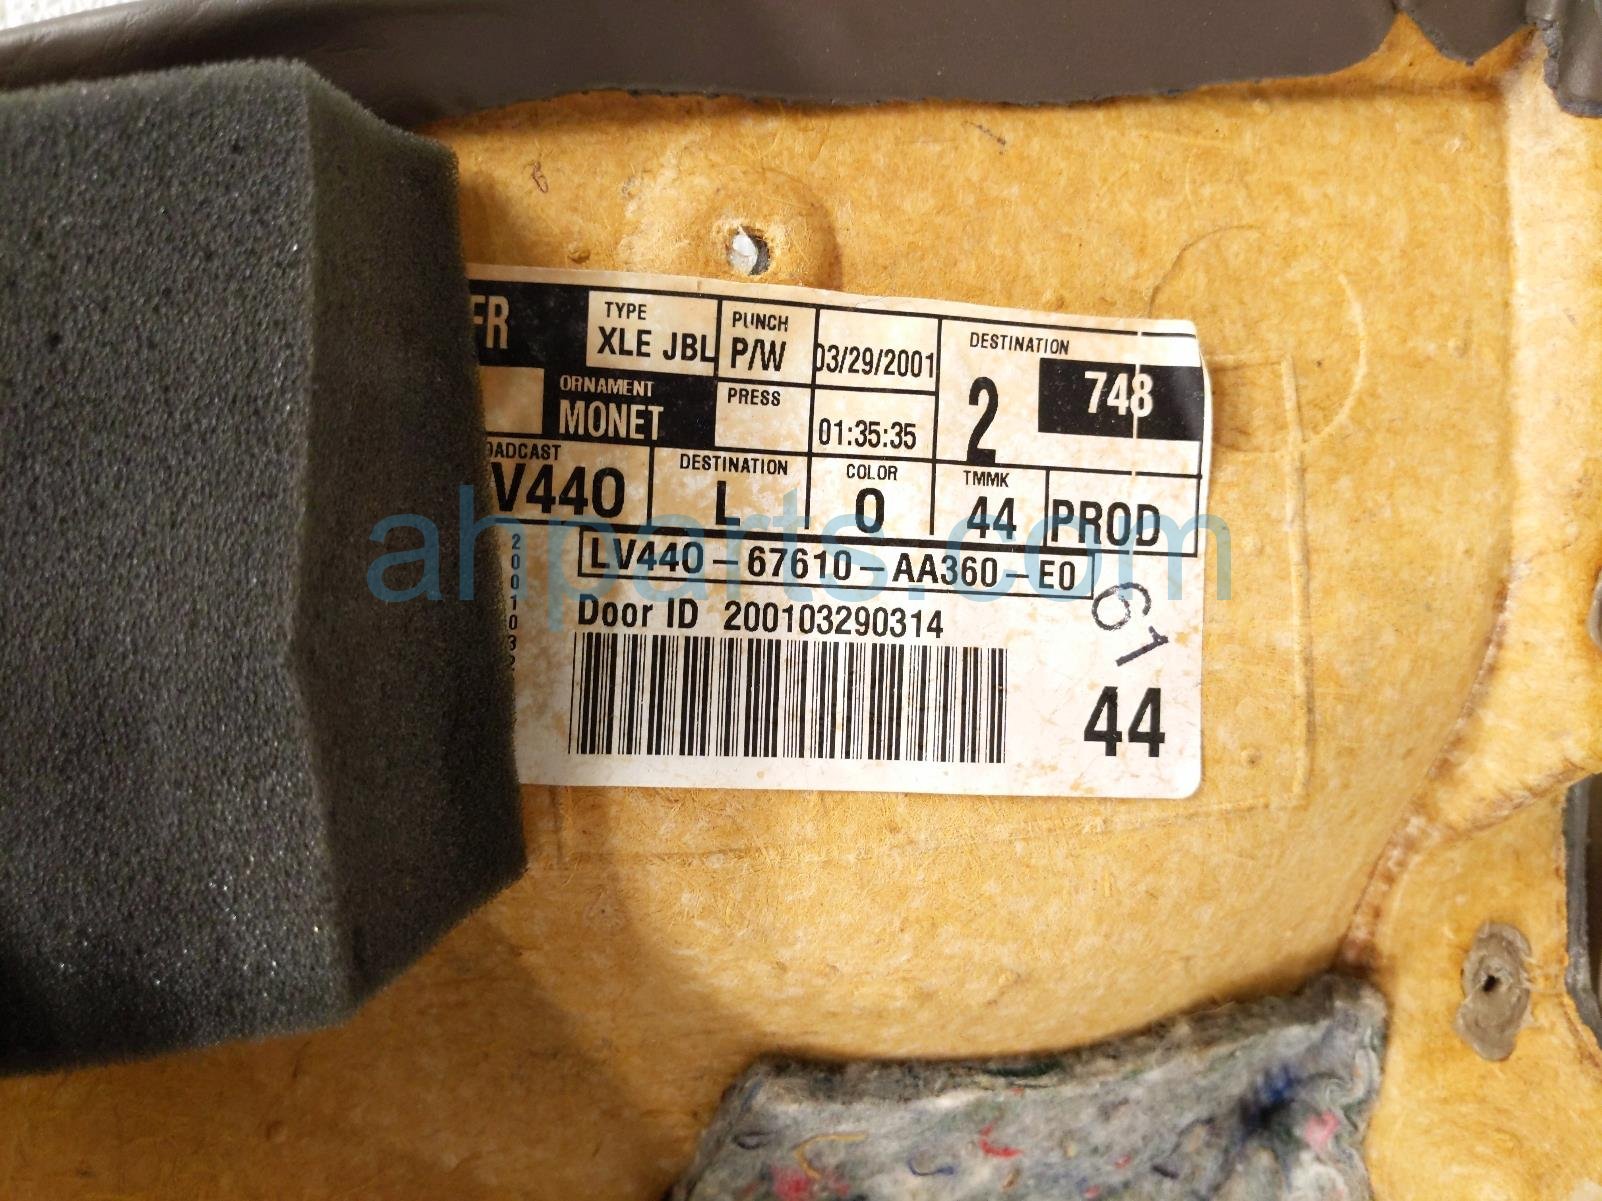 FR TYPE XLE JBL PUNCH P/W 03/29/2001 DESTINATION 2 748
ORNAMENT MONET PRESS 01:35:35
DESTINATION L COLOR 0 TMMK 44 PROD
V440
LV440-67610-AA360-E0
Door ID 200103290314
61
44
ahparts.com